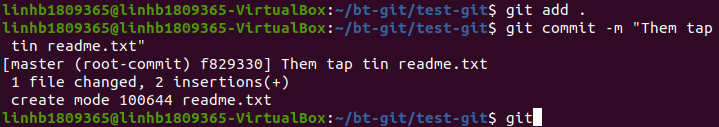 linhb1809365@linhb1809365-VirtualBox:~/bt-git/test-git$ git add .
linhb1809365@linhb1809365-VirtualBox:~/bt-git/test-git$ git commit -m "Them tap
 tin readme.txt"
[master (root-commit) f829330] Them tap tin readme.txt
 1 file changed, 2 insertions(+)
 create mode 100644 readme.txt
linhb1809365@linhb1809365-VirtualBox:~/bt-git/test-git$ git